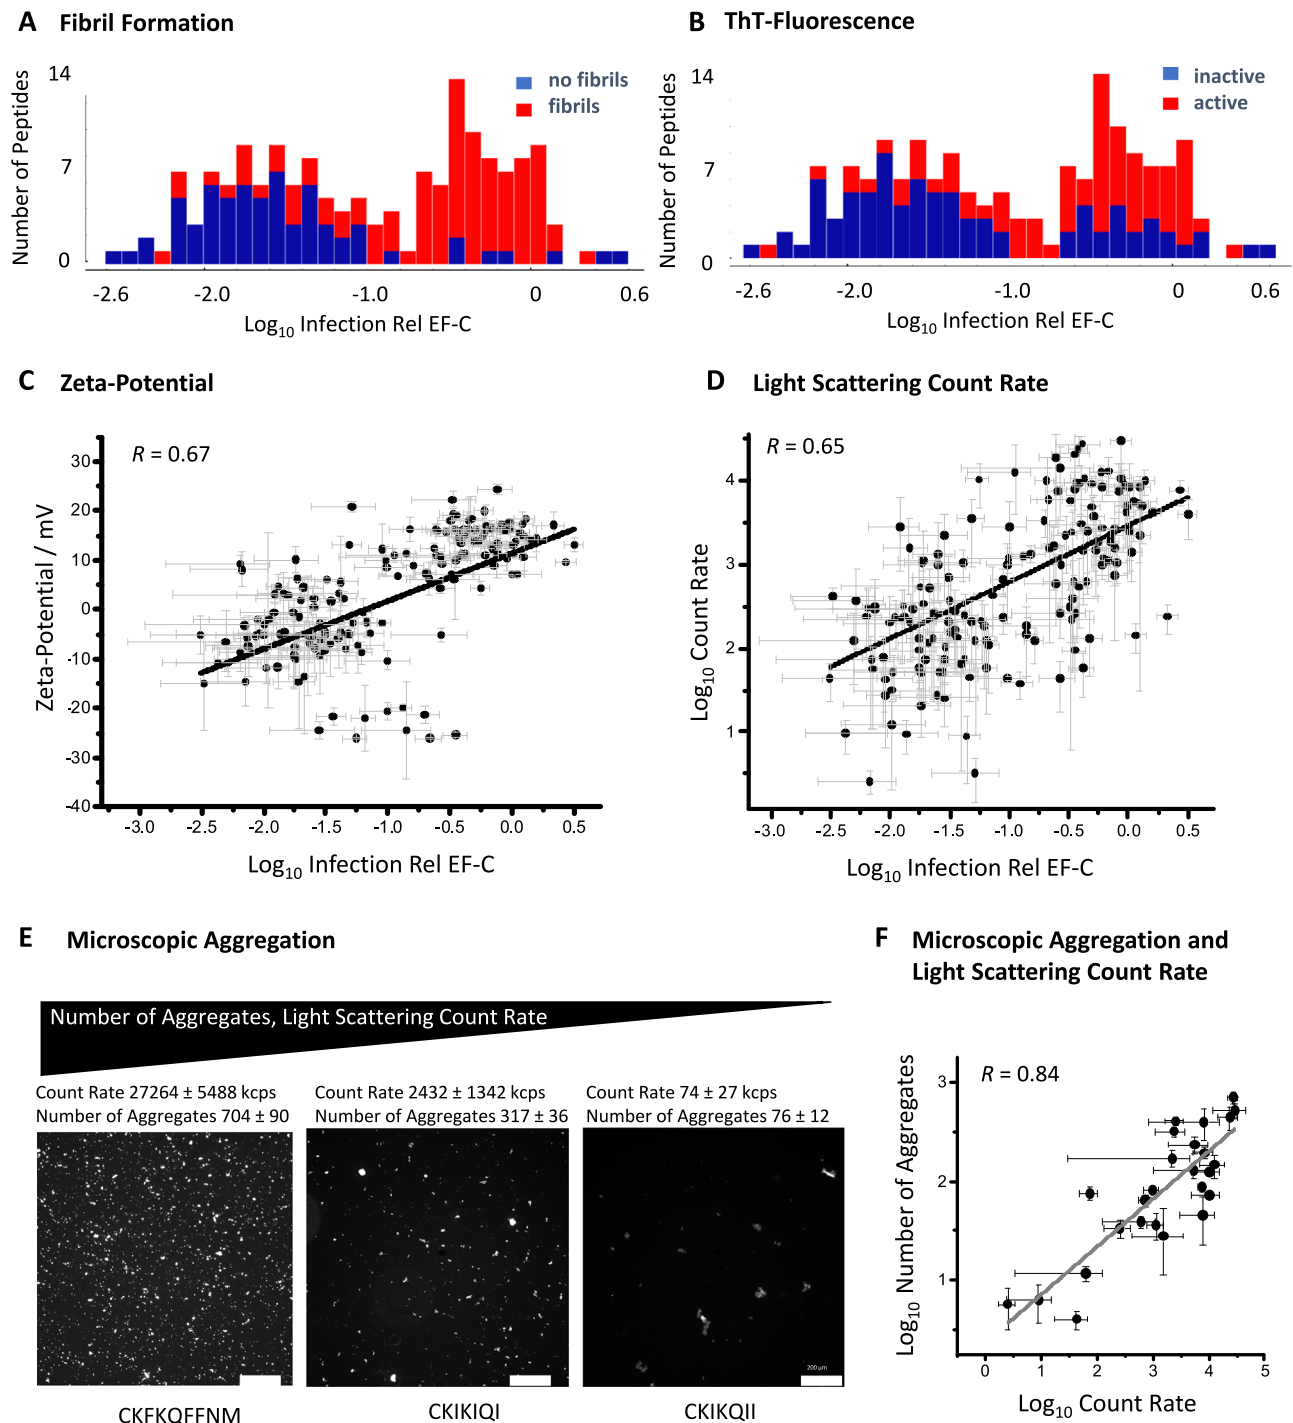 A Fibril Formation
14
no fibrils
fibrils
7
0
Number of Peptides
-2.6 -2.0 -1.0 0 0.6
Log10 Infection Rel EF-C
B ThT-Fluorescence
14
inactive
active
7
0
Number of Peptides
-2.6 -2.0 -1.0 0 0.6
Log10 Infection Rel EF-C
C Zeta-Potential
R = 0.67
30
20
10
0
-10
-20
-30
-40
Zeta-Potential / mV
-3.0 -2.5 -2.0 -1.5 -1.0 -0.5 0.0 0.5
Log10 Infection Rel EF-C
D Light Scattering Count Rate
R = 0.65
4
3
2
1
Log10 Count Rate
-3.0 -2.5 -2.0 -1.5 -1.0 -0.5 0.0 0.5
Log10 Infection Rel EF-C
E Microscopic Aggregation
Number of Aggregates, Light Scattering Count Rate
Count Rate 27264 ± 5488 kcps
Number of Aggregates 704 ± 90
Count Rate 2432 ± 1342 kcps
Number of Aggregates 317 ± 36
Count Rate 74 ± 27 kcps
Number of Aggregates 76 ± 12
200 µm
CKFKQFFNM
CKIKIQI
CKIKQII
F Microscopic Aggregation and
Light Scattering Count Rate
R = 0.84
3
2
1
Log10 Number of Aggregates
0 1 2 3 4 5
Log10 Count Rate